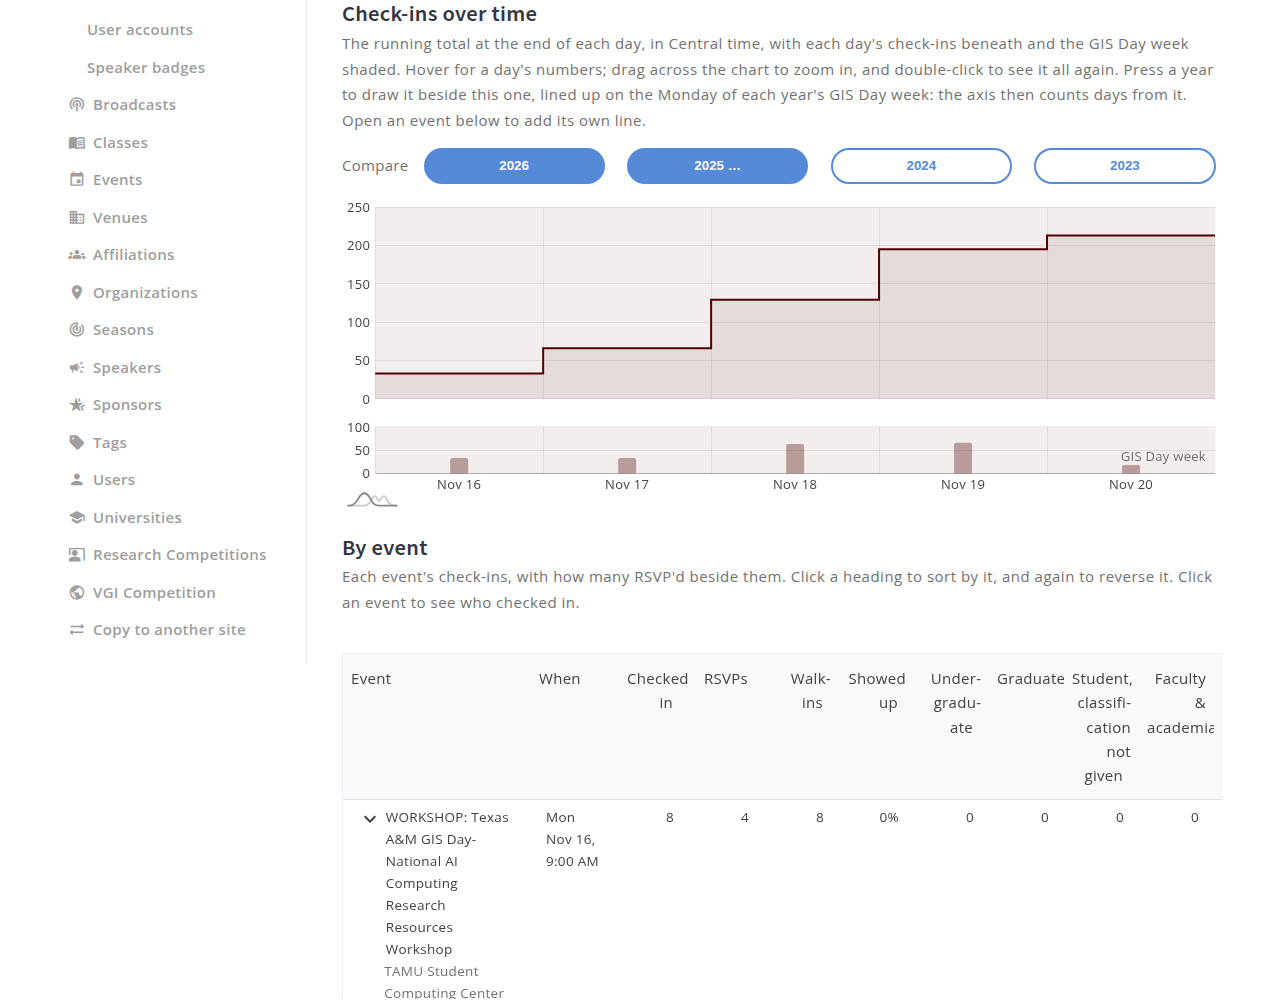 User accounts
Speaker badges
Broadcasts
Classes
Events
Venues
Affiliations
Organizations
Seasons
Speakers
Sponsors
Tags
Users
Universities
Research Competitions
VGI Competition
Copy to another site
Check-ins over time
The running total at the end of each day, in Central time, with each day's check-ins beneath and the GIS Day week
shaded. Hover for a day's numbers; drag across the chart to zoom in, and double-click to see it all again. Press a year
to draw it beside this one, lined up on the Monday of each year's GIS Day week: the axis then counts days from it.
Open an event below to add its own line.
Compare 2026 2025 ... 2024 2023
250
200
150
100
50
0
100
50
0
GIS Day week
Nov 16 Nov 17 Nov 18 Nov 19 Nov 20
By event
Each event's check-ins, with how many RSVP'd beside them. Click a heading to sort by it, and again to reverse it. Click
an event to see who checked in.
Event When Checked RSVPs Walk- Showed Under- Graduate Student, Faculty
in ins up gradu- classifi- &
ate cation academia
not
given
WORKSHOP: Texas Mon 8 4 8 0% 0 0 0 0
A&M GIS Day- Nov 16,
National AI 9:00 AM
Computing
Research
Resources
Workshop
TAMU Student
Computing Center